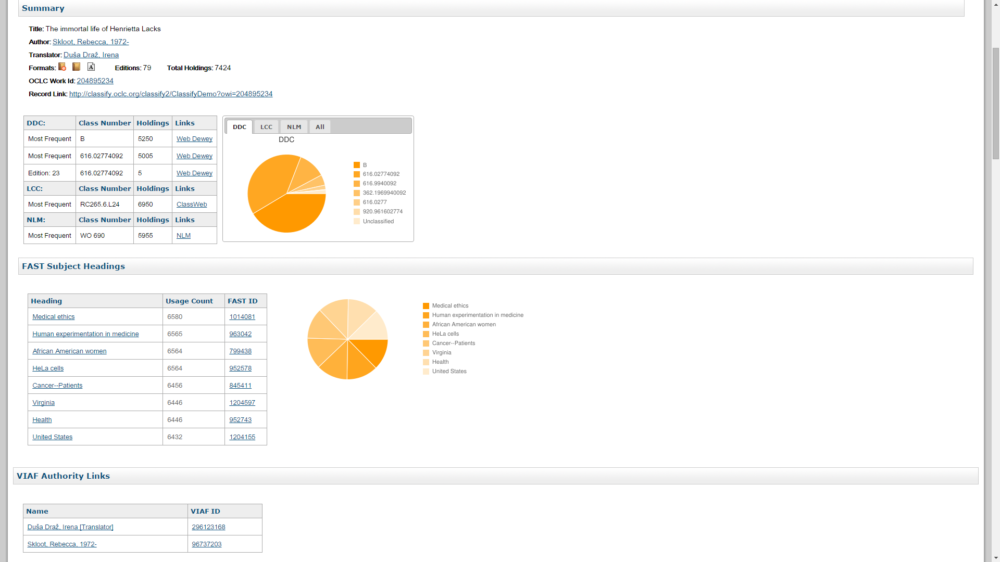 Summary
Title: The immortal life of Henrietta Lacks
Author: Skloot, Rebecca, 1972-
Translator: Duša Draž, Irena
Formats: Editions: 79 Total Holdings: 7424
OCLC Work Id: 204895234
Record Link: http://classify.oclc.org/classify2/ClassifyDemo?owi=204895234
DDC: Class Number Holdings Links
Most Frequent B 5250 Web Dewey
Most Frequent 616.02774092 5005 Web Dewey
Edition: 23 616.02774092 5 Web Dewey
LCC: Class Number Holdings Links
Most Frequent RC265.6.L24 6950 ClassWeb
NLM: Class Number Holdings Links
Most Frequent WO 690 5955 NLM
DDC LCC NLM All
DDC
B
616.02774092
616.9940092
362.1969940092
616.0277
920.961602774
Unclassified
FAST Subject Headings
Heading Usage Count FAST ID
Medical ethics 6580 1014081
Human experimentation in medicine 6565 963042
African American women 6564 799438
HeLa cells 6564 952578
Cancer--Patients 6456 845411
Virginia 6446 1204597
Health 6446 952743
United States 6432 1204155
Medical ethics
Human experimentation in medicine
African American women
HeLa cells
Cancer--Patients
Virginia
Health
United States
VIAF Authority Links
Name VIAF ID
Duša Draž, Irena [Translator] 296123168
Skloot, Rebecca, 1972- 96737203